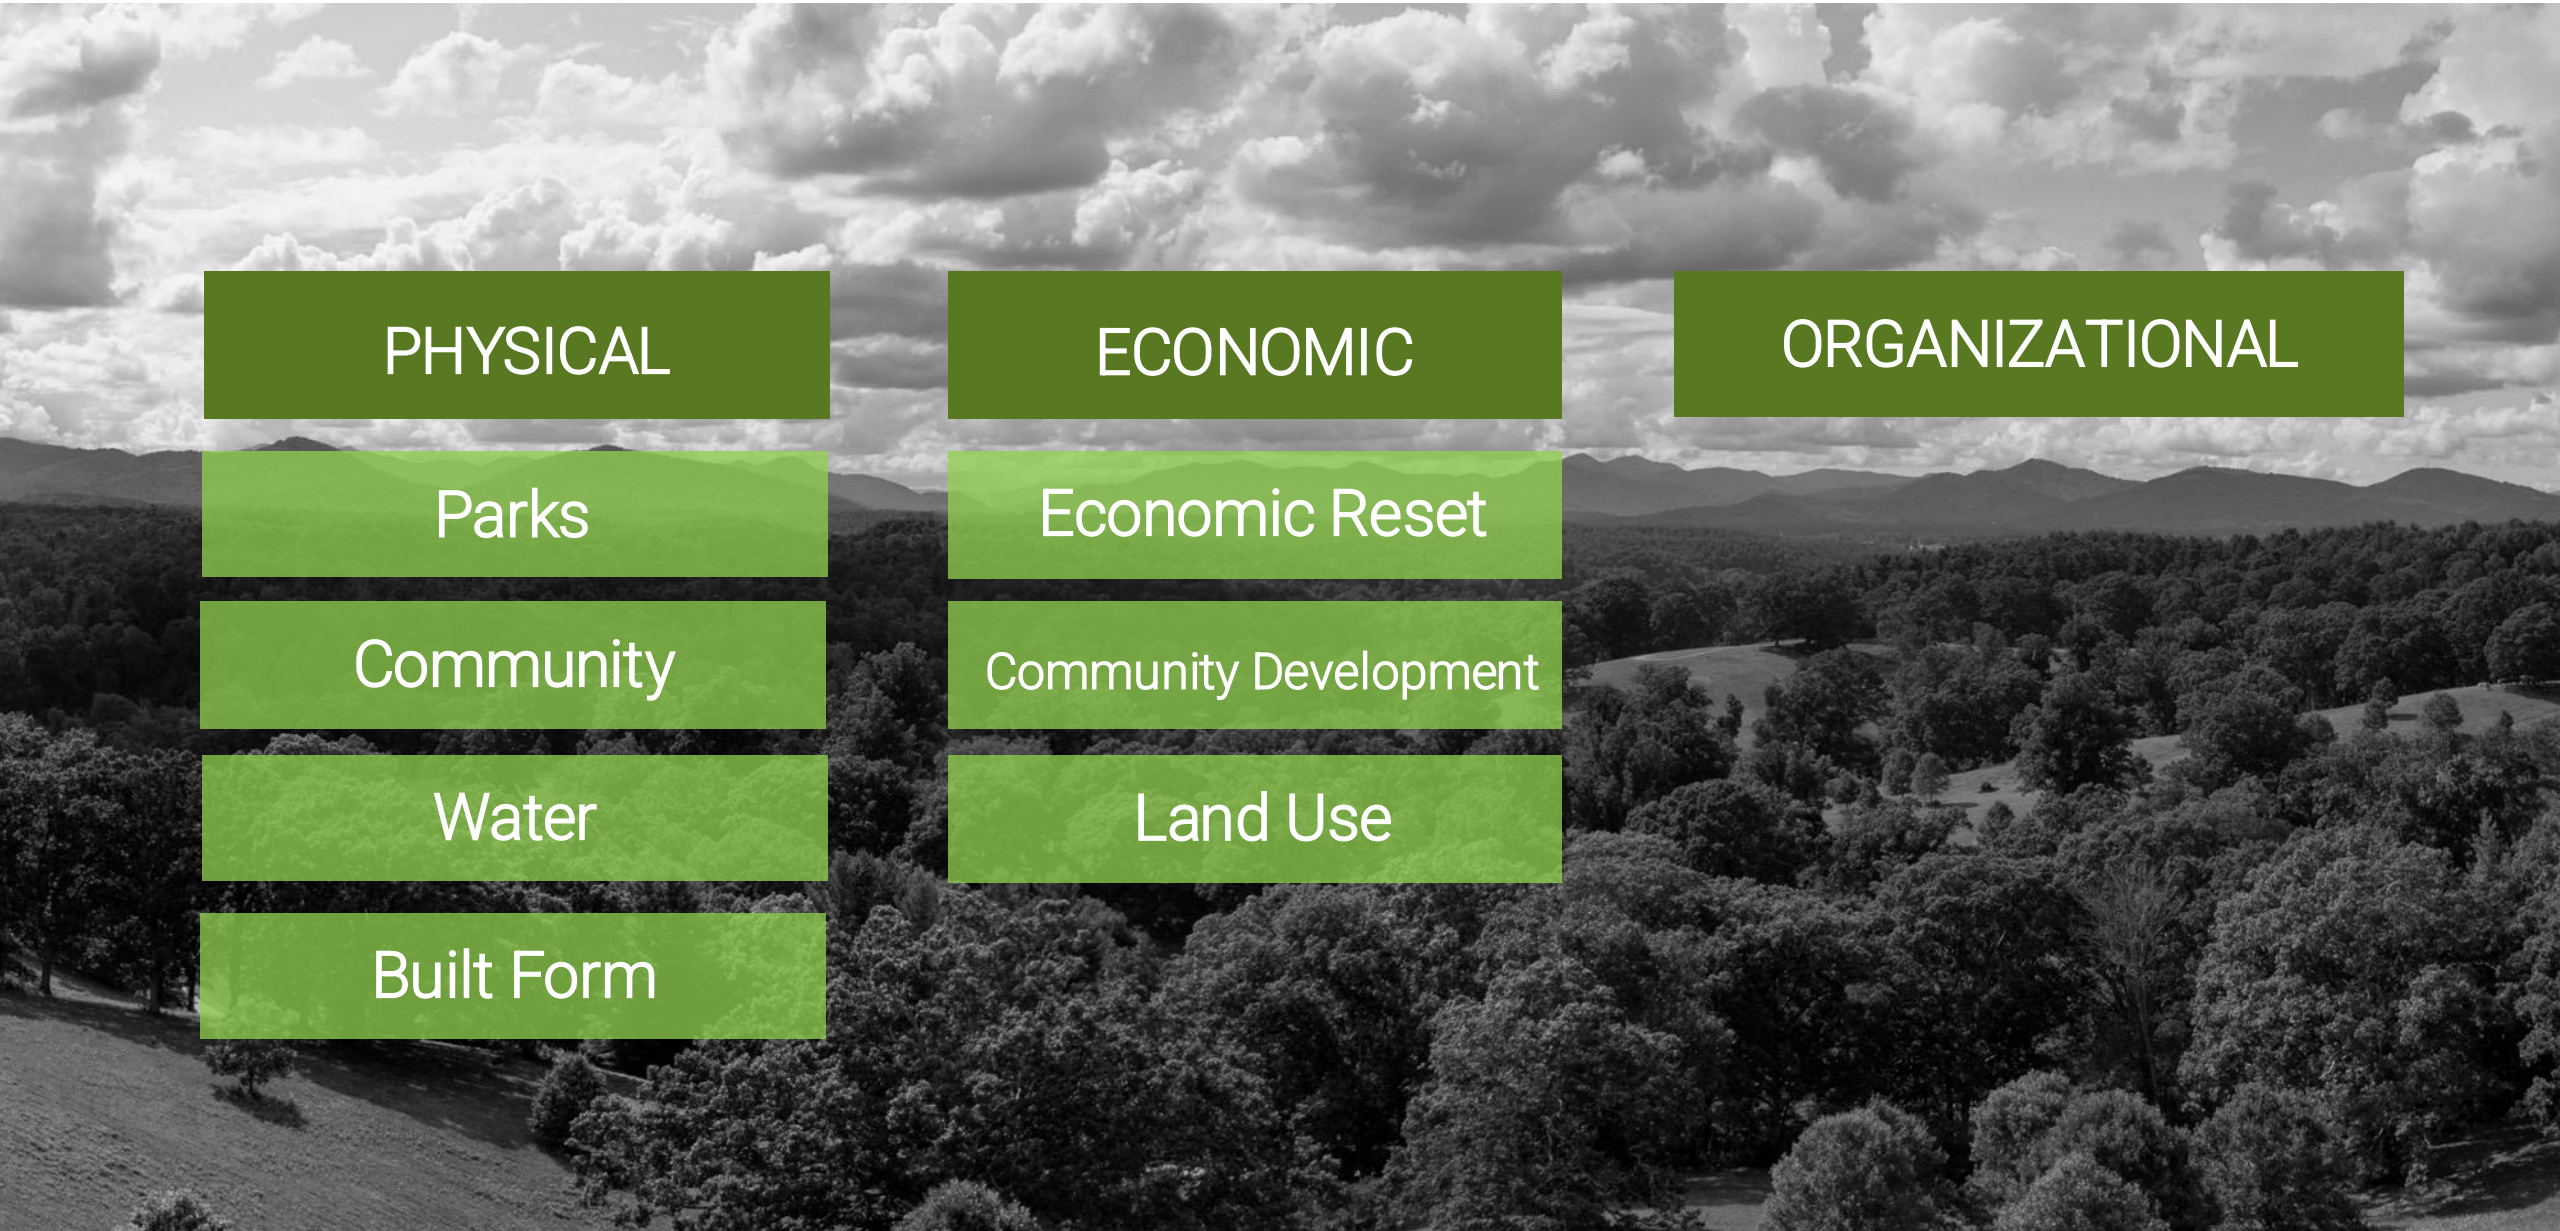 PHYSICAL
Parks
Community
Water
Built Form
ECONOMIC
Economic Reset
Community Development
Land Use
ORGANIZATIONAL